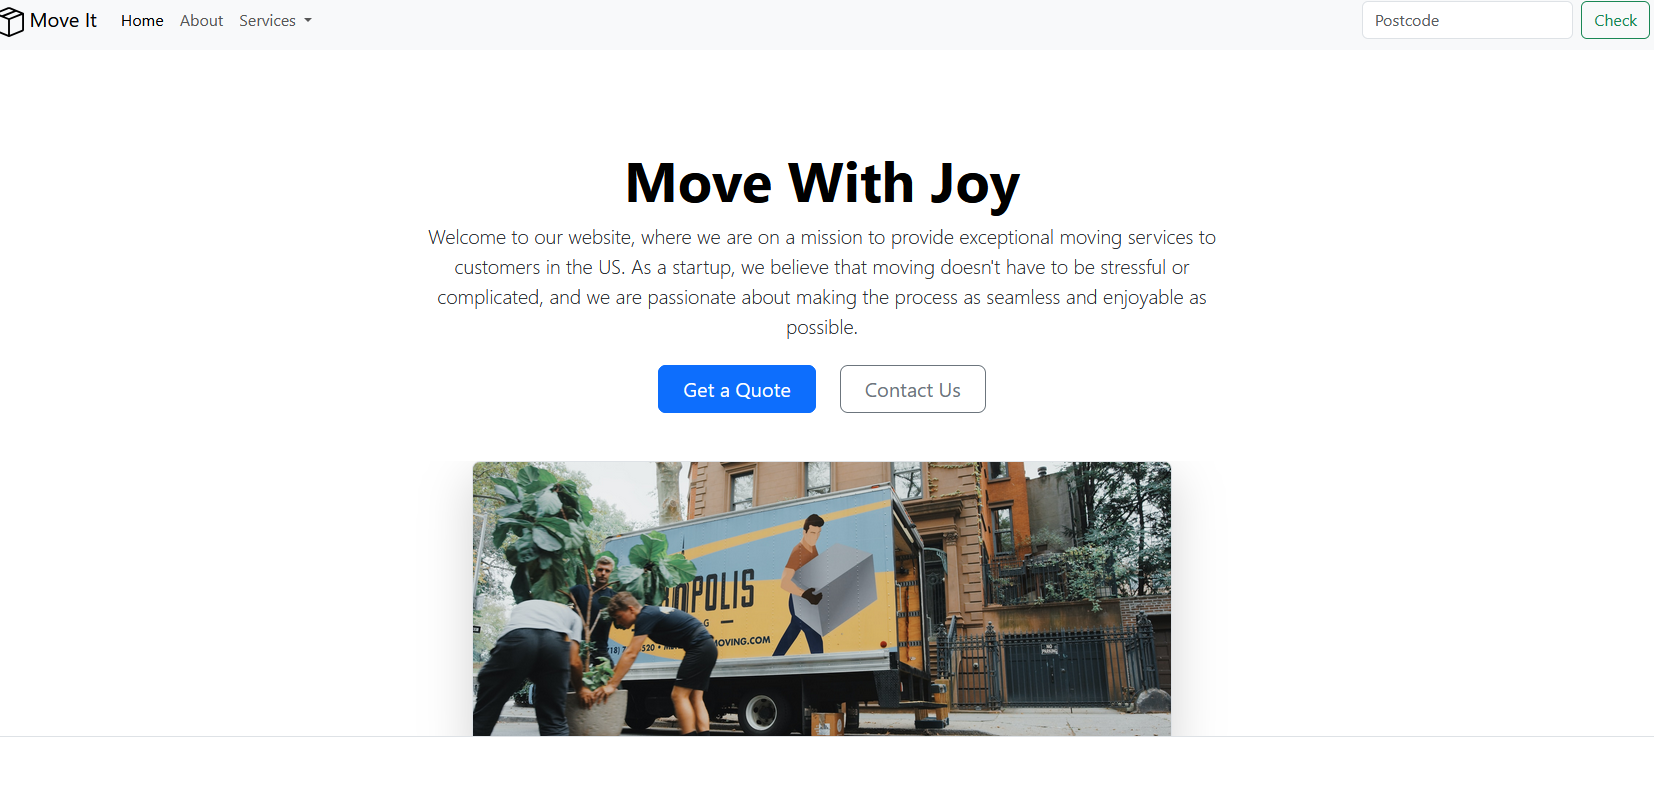 Move It Home About Services Postcode Check
Move With Joy
Welcome to our website, where we are on a mission to provide exceptional moving services to
customers in the US. As a startup, we believe that moving doesn't have to be stressful or
complicated, and we are passionate about making the process as seamless and enjoyable as
possible.
Get a Quote Contact Us
POLIS
G
OVING.COM
NO
PARKING